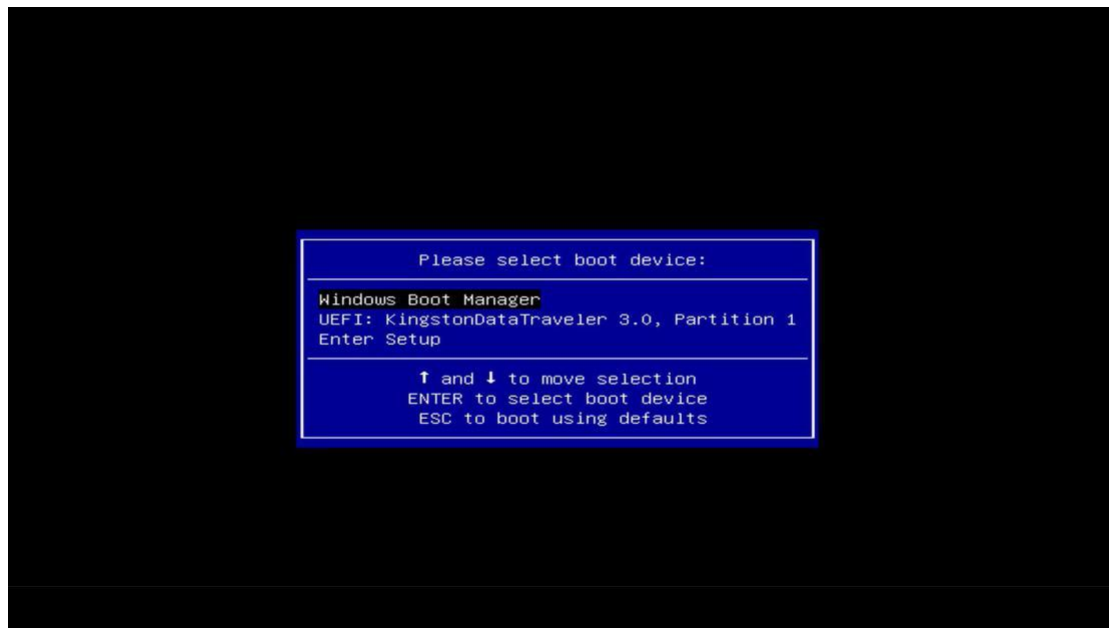 Please select boot device:
Windows Boot Manager
UEFI: KingstonDataTraveler 3.0, Partition 1
Enter Setup
↑ and ↓ to move selection
ENTER to select boot device
ESC to boot using defaults